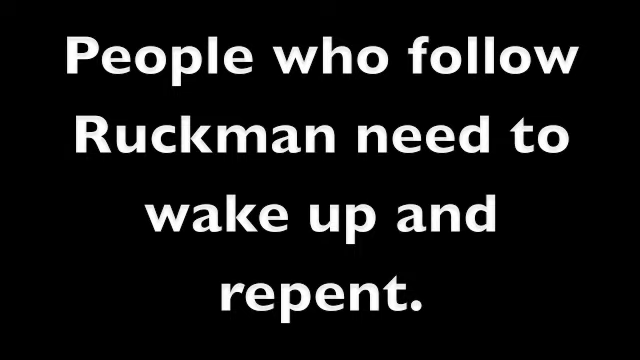 People who follow
Ruckman need to
wake up and
repent.